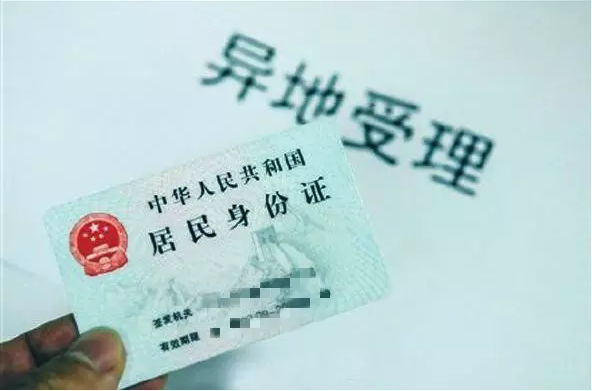 异地受理
中华人民共和国
居民身份证
签发机关
有效期限